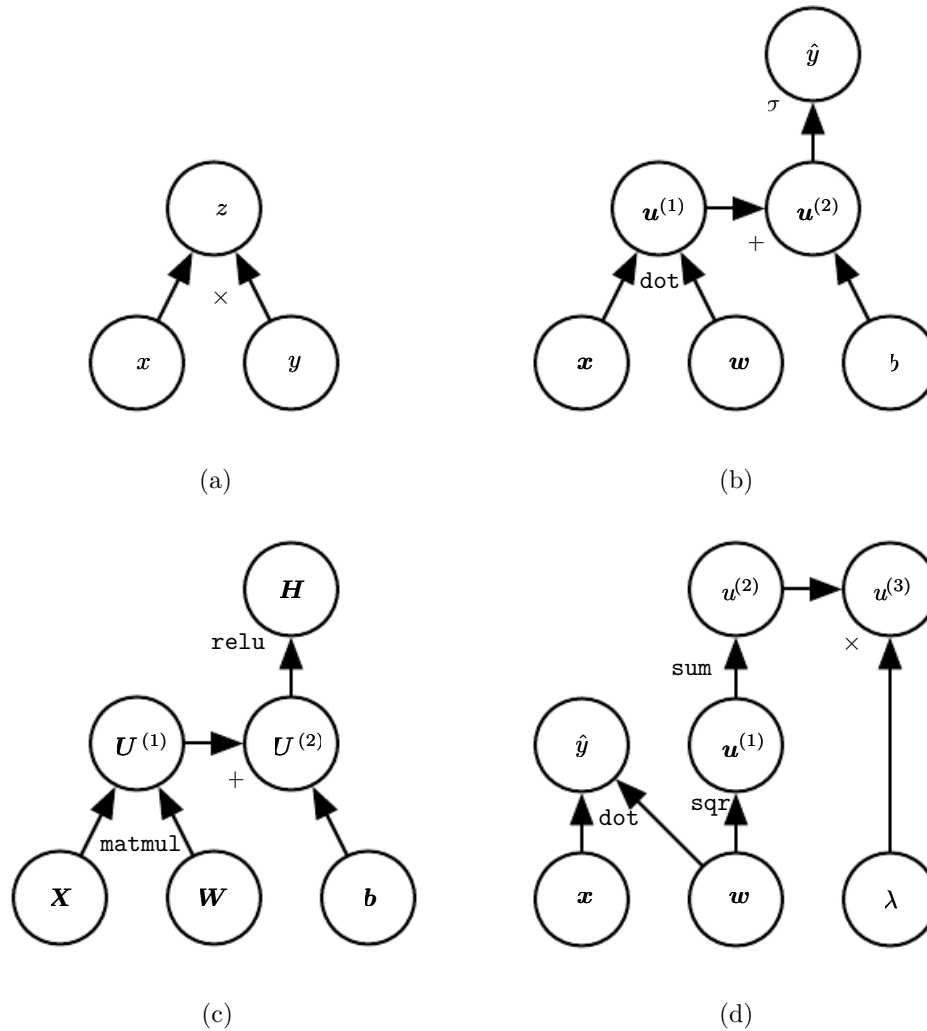 z
×
x
y
(a)
ŷ
σ
u(1)
u(2)
+
dot
x
w
b
(b)
H
relu
U(1)
U(2)
+
matmul
X
W
b
(c)
u(2)
u(3)
×
sum
ŷ
u(1)
dot
sqr
x
w
λ
(d)